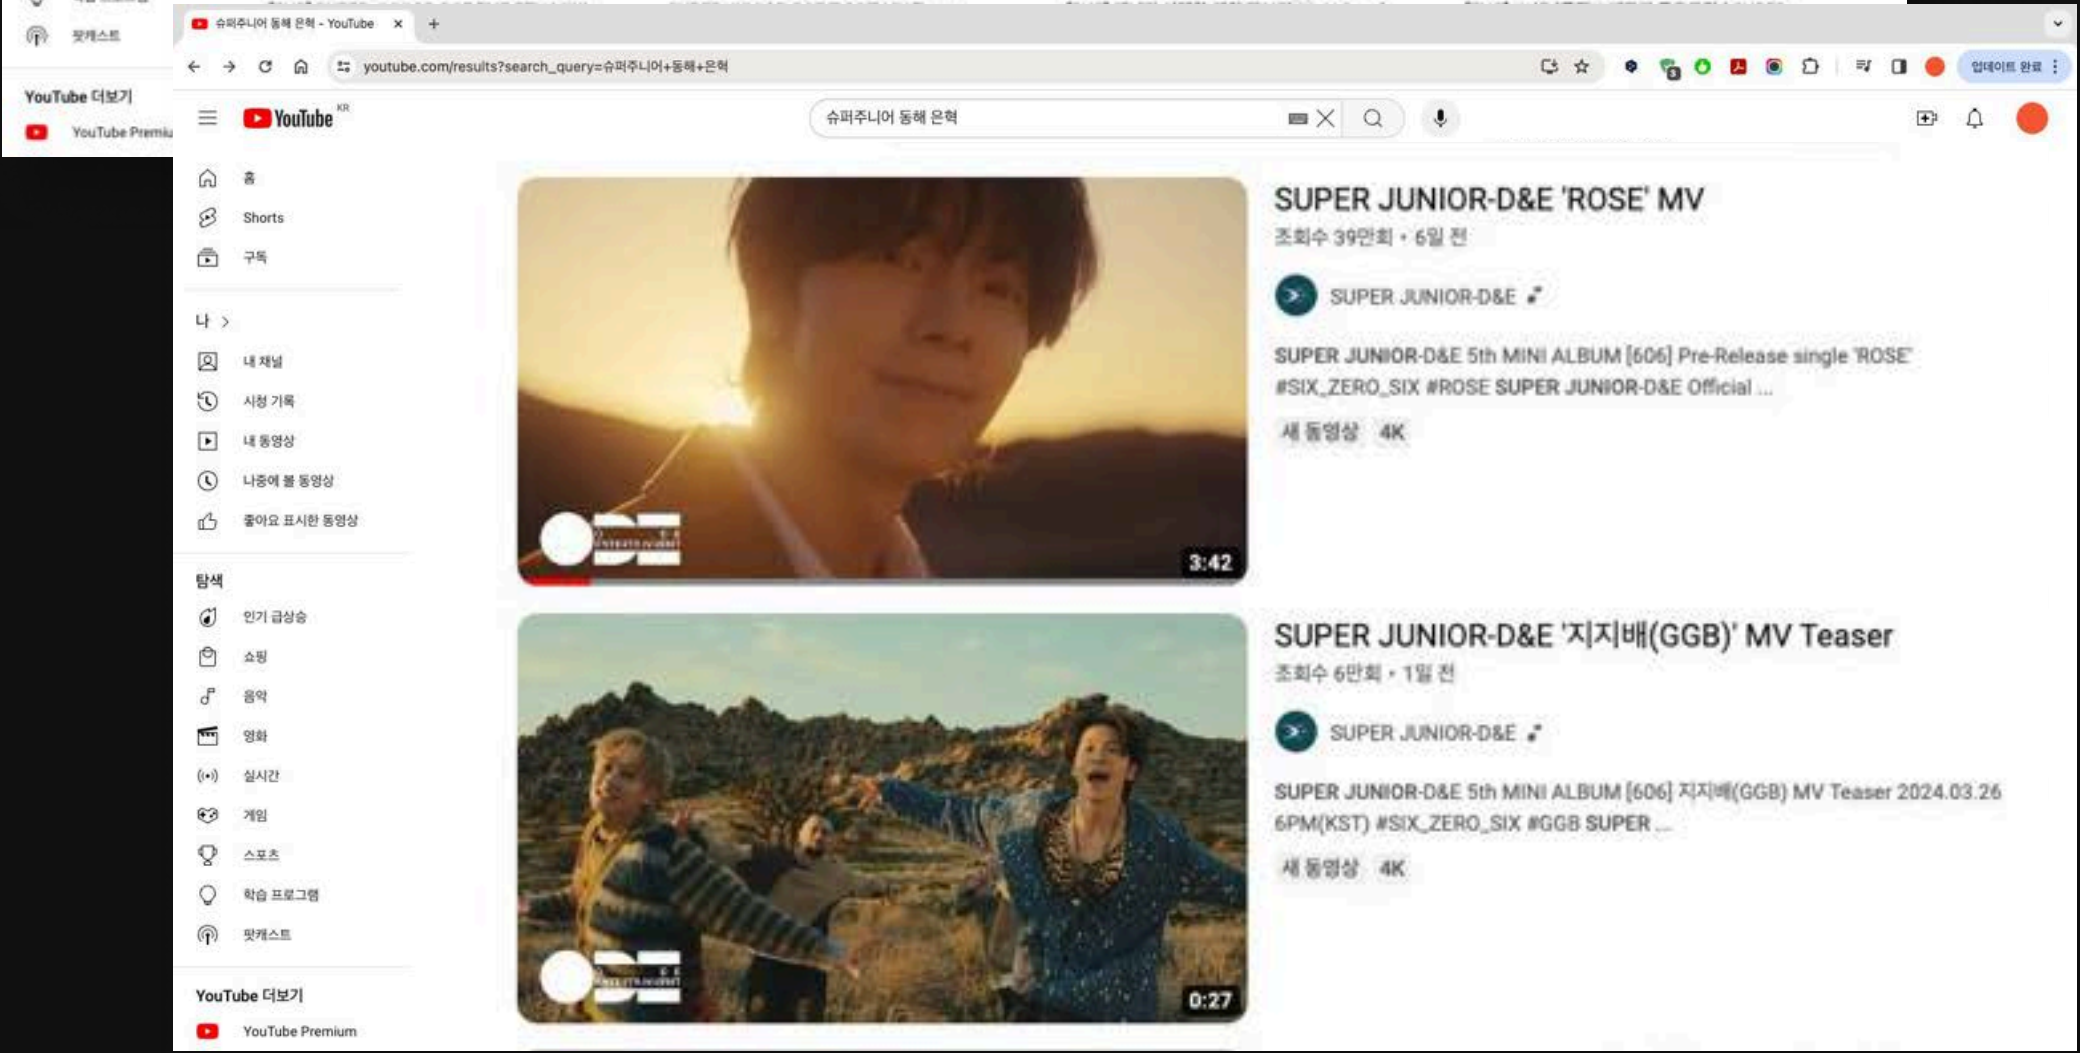 팟캐스트
YouTube 더보기
YouTube Premiu
슈퍼주니어 동해 은혁 - YouTube
youtube.com/results?search_query=슈퍼주니어+동해+은혁
업데이트 완료
YouTube KR
슈퍼주니어 동해 은혁
홈
Shorts
구독
나
내 채널
시청 기록
내 동영상
나중에 볼 동영상
좋아요 표시한 동영상
탐색
인기 급상승
쇼핑
음악
영화
실시간
게임
스포츠
학습 프로그램
팟캐스트
YouTube 더보기
YouTube Premium
3:42
SUPER JUNIOR-D&E 'ROSE' MV
조회수 39만회 • 6일 전
SUPER JUNIOR-D&E
SUPER JUNIOR-D&E 5th MINI ALBUM [606] Pre-Release single 'ROSE'
#SIX_ZERO_SIX #ROSE SUPER JUNIOR-D&E Official ...
새 동영상 4K
0:27
SUPER JUNIOR-D&E '지지배(GGB)' MV Teaser
조회수 6만회 • 1일 전
SUPER JUNIOR-D&E
SUPER JUNIOR-D&E 5th MINI ALBUM [606] 지지배(GGB) MV Teaser 2024.03.26
6PM(KST) #SIX_ZERO_SIX #GGB SUPER ...
새 동영상 4K